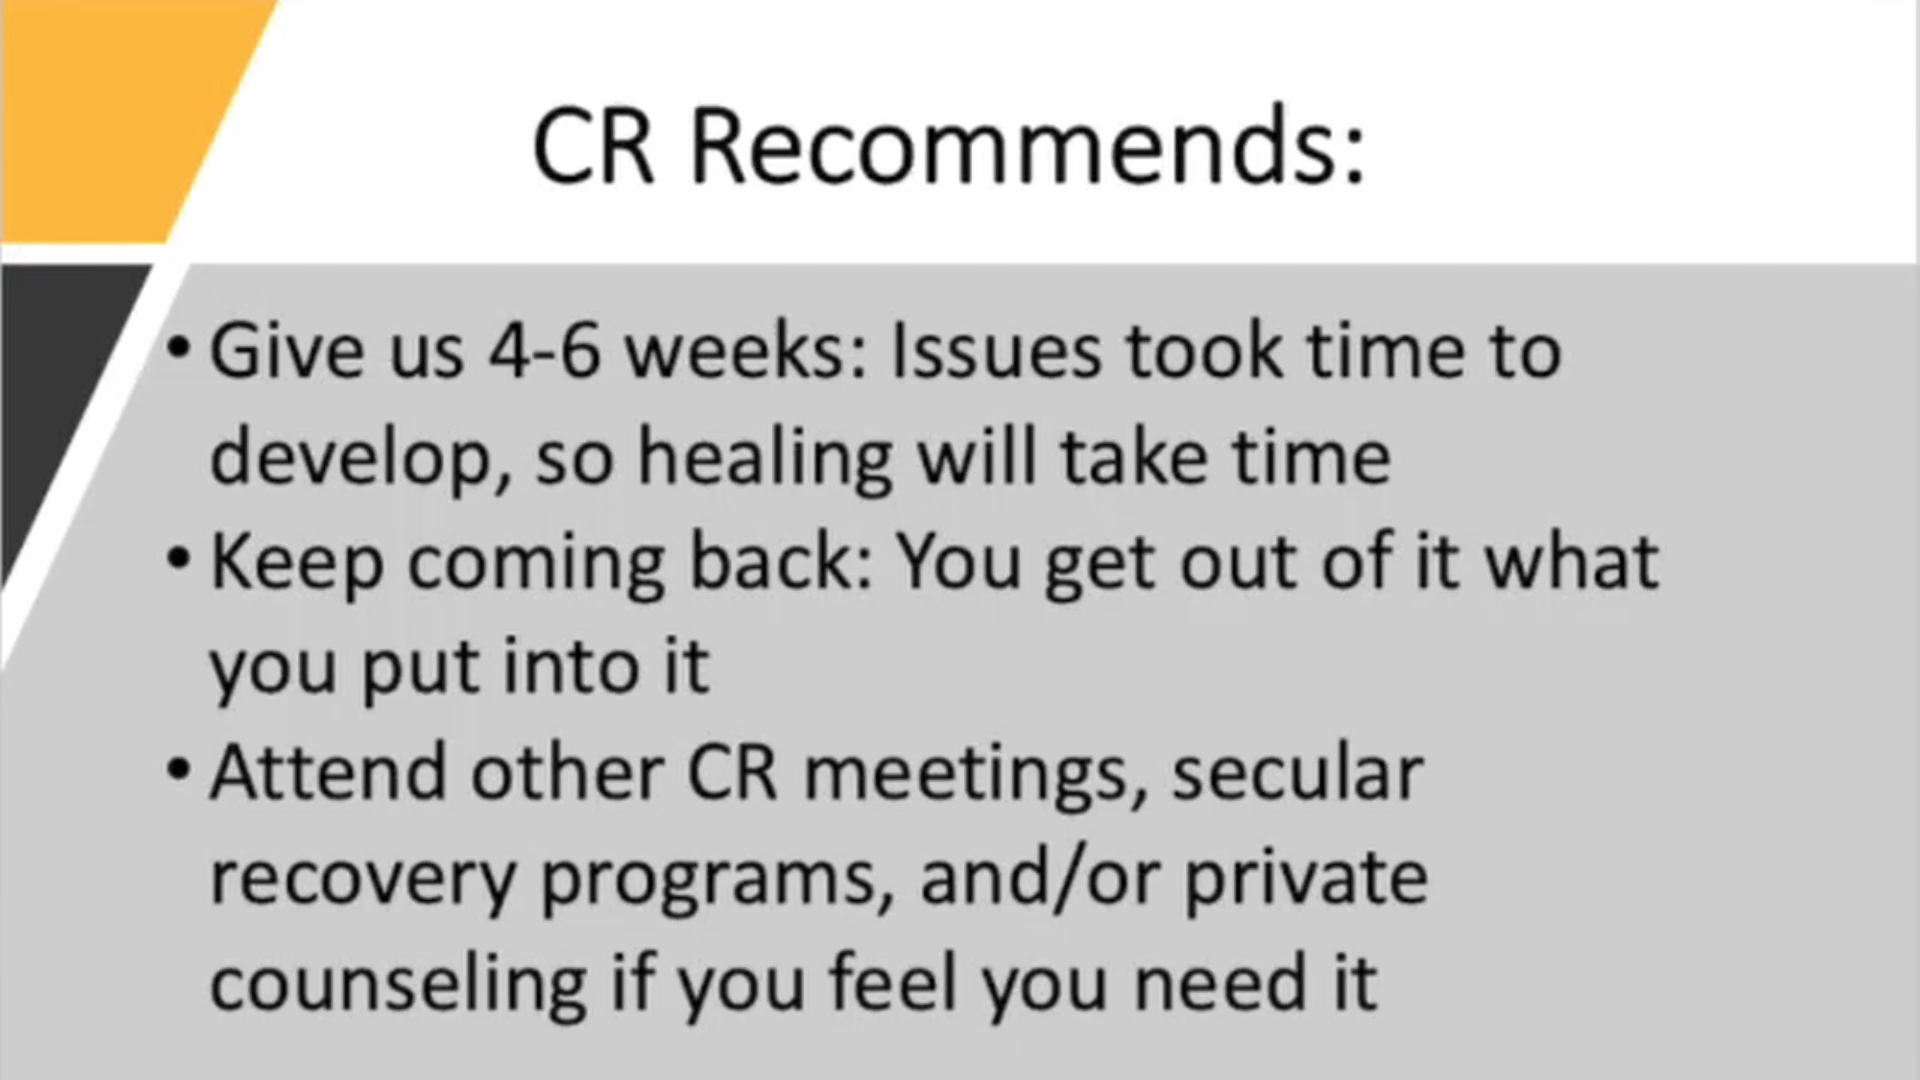 CR Recommends:
• Give us 4-6 weeks: Issues took time to
develop, so healing will take time
• Keep coming back: You get out of it what
you put into it
• Attend other CR meetings, secular
recovery programs, and/or private
counseling if you feel you need it